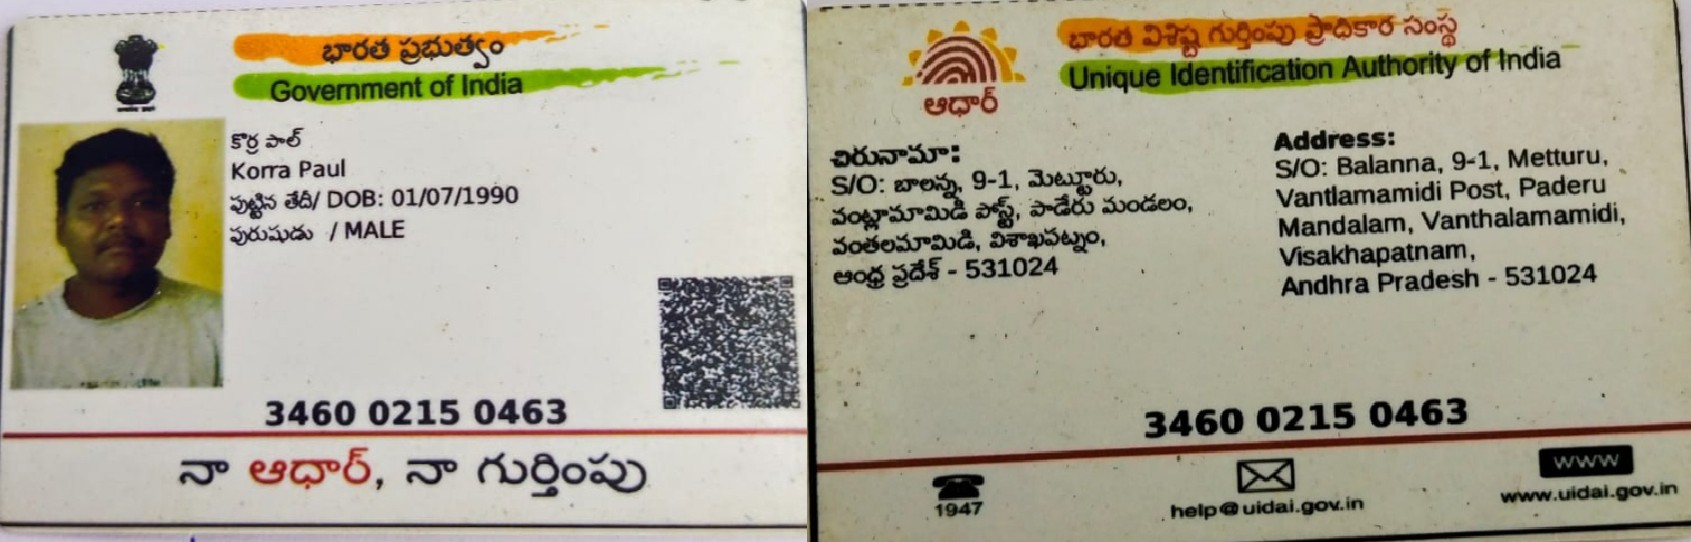 భారత ప్రభుత్వం
Government of India
కొర్ర పాల్
Korra Paul
పుట్టిన తేదీ/ DOB: 01/07/1990
పురుషుడు / MALE
3460 0215 0463
నా ఆధార్, నా గుర్తింపు
భారత విశిష్ట గుర్తింపు ప్రాధికార సంస్థ
Unique Identification Authority of India
ఆధార్
చిరునామా:
S/O: బాలన్న, 9-1, మెట్టూరు,
వంట్లామామిడి పోస్ట్, పాడేరు మండలం,
వంతలమామిడి, విశాఖపట్నం,
ఆంధ్ర ప్రదేశ్ - 531024
Address:
S/O: Balanna, 9-1, Metturu,
Vantlamamidi Post, Paderu
Mandalam, Vanthalamamidi,
Visakhapatnam,
Andhra Pradesh - 531024
3460 0215 0463
1947
help@uidai.gov.in
www
www.uidai.gov.in